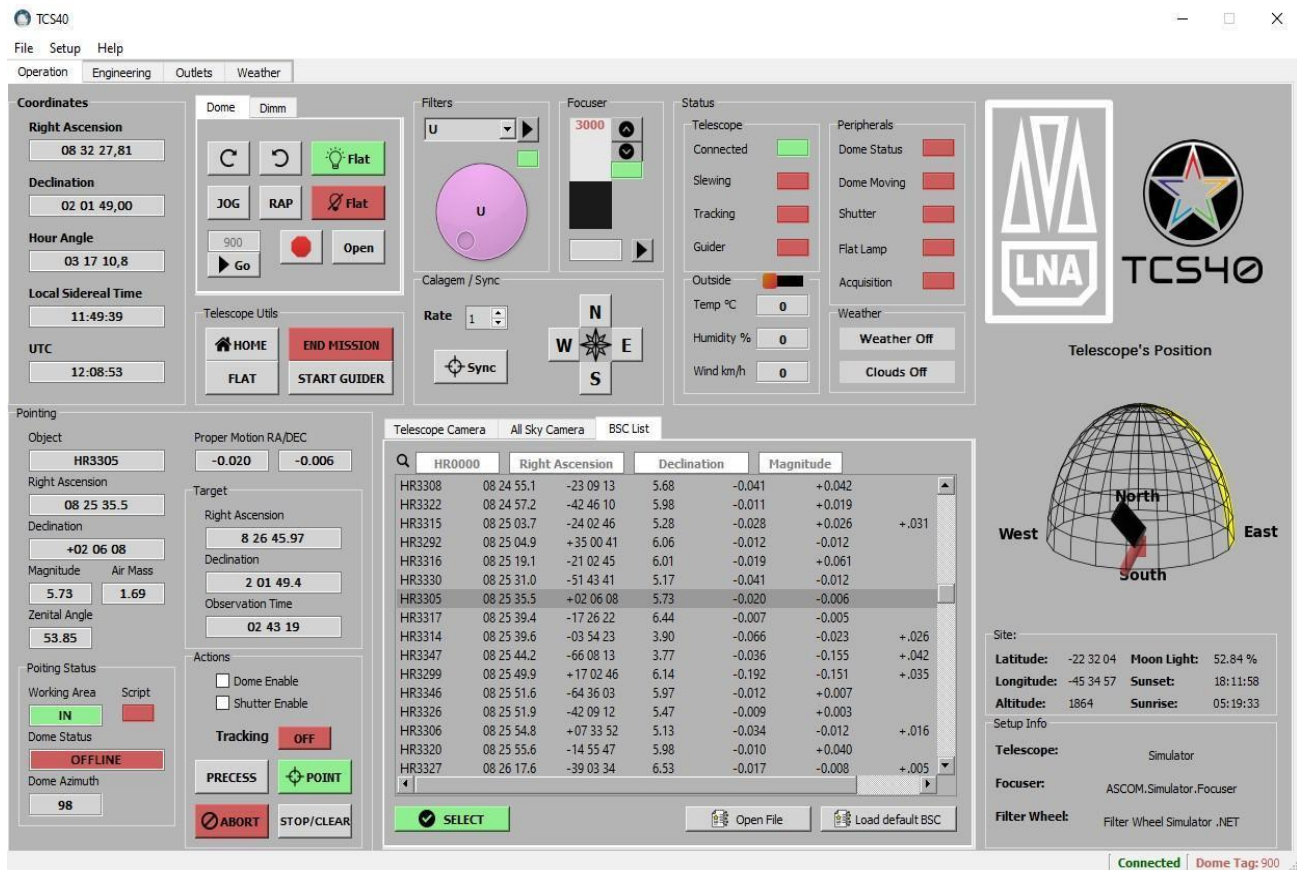 TCS40
File Setup Help
Operation Engineering Outlets Weather
Coordinates
Right Ascension
08 32 27,81
Declination
02 01 49,00
Hour Angle
03 17 10,8
Local Sidereal Time
11:49:39
UTC
12:08:53
Dome Dimm
Flat
JOG RAP Flat
900
Go Open
Telescope Utils
HOME END MISSION
FLAT START GUIDER
Filters
U
U
Focuser
3000
Calagem / Sync
Rate 1
Sync
N
W E
S
Status
Telescope
Connected
Slewing
Tracking
Guider
Outside
Temp °C 0
Humidity % 0
Wind km/h 0
Peripherals
Dome Status
Dome Moving
Shutter
Flat Lamp
Acquisition
Weather
Weather Off
Clouds Off
LNA
TCS40
Telescope's Position
North
West East
South
Pointing
Object
HR3305
Right Ascension
08 25 35.5
Declination
+02 06 08
Magnitude Air Mass
5.73 1.69
Zenital Angle
53.85
Poiting Status
Working Area Script
IN
Dome Status
OFFLINE
Dome Azimuth
98
Proper Motion RA/DEC
-0.020 -0.006
Target
Right Ascension
8 26 45.97
Declination
2 01 49.4
Observation Time
02 43 19
Actions
Dome Enable
Shutter Enable
Tracking OFF
PRECESS POINT
ABORT STOP/CLEAR
Telescope Camera All Sky Camera BSC List
HR0000 Right Ascension Declination Magnitude
HR3308 08 24 55.1 -23 09 13 5.68 -0.041 +0.042
HR3322 08 24 57.2 -42 46 10 5.98 -0.011 +0.019
HR3315 08 25 03.7 -24 02 46 5.28 -0.028 +0.026 +.031
HR3292 08 25 04.9 +35 00 41 6.06 -0.012 -0.012
HR3316 08 25 19.1 -21 02 45 6.01 -0.019 +0.061
HR3330 08 25 31.0 -51 43 41 5.17 -0.041 -0.012
HR3305 08 25 35.5 +02 06 08 5.73 -0.020 -0.006
HR3317 08 25 39.4 -17 26 22 6.44 -0.007 -0.005
HR3314 08 25 39.6 -03 54 23 3.90 -0.066 -0.023 +.026
HR3347 08 25 44.2 -66 08 13 3.77 -0.036 -0.155 +.042
HR3299 08 25 49.9 +17 02 46 6.14 -0.192 -0.151 +.035
HR3346 08 25 51.6 -64 36 03 5.97 -0.012 +0.007
HR3326 08 25 51.9 -42 09 12 5.47 -0.009 +0.003
HR3306 08 25 54.8 +07 33 52 5.13 -0.034 -0.012 +.016
HR3320 08 25 55.6 -14 55 47 5.98 -0.010 +0.040
HR3327 08 26 17.6 -39 03 34 6.53 -0.017 -0.008 +.005
SELECT Open File Load default BSC
Site:
Latitude: -22 32 04 Moon Light: 52.84 %
Longitude: -45 34 57 Sunset: 18:11:58
Altitude: 1864 Sunrise: 05:19:33
Setup Info
Telescope: Simulator
Focuser: ASCOM.Simulator.Focuser
Filter Wheel: Filter Wheel Simulator .NET
Connected Dome Tag: 900